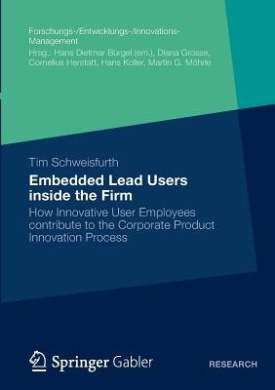 Forschungs-/Entwicklungs-/Innovations-
Management
Hrsg.: Hans Dietmar Bürgel (em.), Diana Grosse,
Cornelius Herstatt, Hans Koller, Martin G. Möhrle
Tim Schweisfurth
Embedded Lead Users
inside the Firm
How Innovative User Employees
contribute to the Corporate Product
Innovation Process
Springer Gabler
RESEARCH